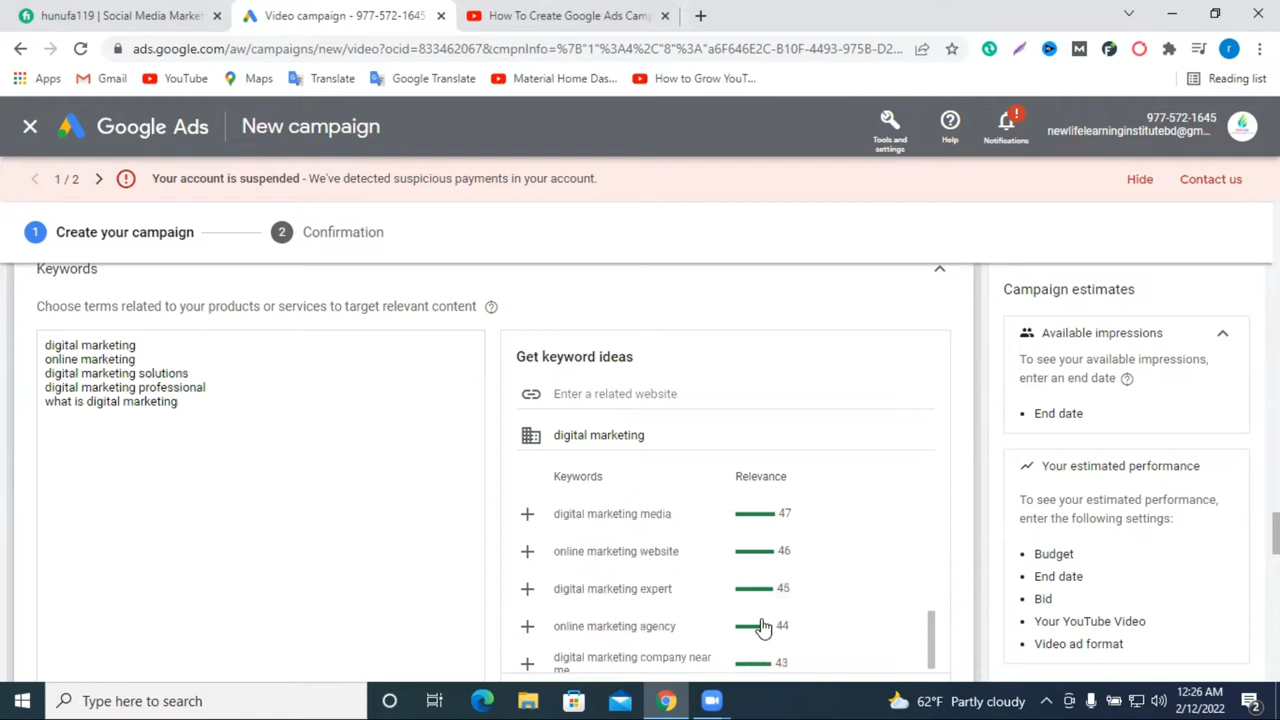 hunufa119 | Social Media Market
Video campaign - 977-572-1645
How To Create Google Ads Cam
ads.google.com/aw/campaigns/new/video?ocid=833462067&cmpnInfo=%7B"1"%3A4%2C"8"%3A"a6F646E2C-B10F-4493-975B-D2...
Apps
Gmail
YouTube
Maps
Translate
Google Translate
Material Home Das...
How to Grow YouT...
Reading list
Google Ads
New campaign
Tools and
settings
Help
Notifications
977-572-1645
newlifelearninginstitutebd@gm...
1 / 2
Your account is suspended - We've detected suspicious payments in your account.
Hide
Contact us
1 Create your campaign
2 Confirmation
Keywords
Choose terms related to your products or services to target relevant content
digital marketing
online marketing
digital marketing solutions
digital marketing professional
what is digital marketing
Get keyword ideas
Enter a related website
digital marketing
Keywords Relevance
digital marketing media 47
online marketing website 46
digital marketing expert 45
online marketing agency 44
digital marketing company near 43
me
Campaign estimates
Available impressions
To see your available impressions,
enter an end date
• End date
Your estimated performance
To see your estimated performance,
enter the following settings:
• Budget
• End date
• Bid
• Your YouTube Video
• Video ad format
Type here to search
62°F Partly cloudy
12:26 AM
2/12/2022
2